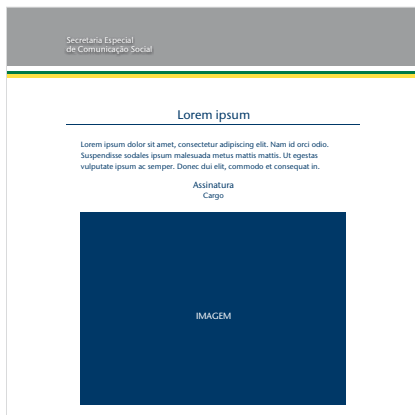 Secretaria Especial
de Comunicação Social
Lorem ipsum
Lorem ipsum dolor sit amet, consectetur adipiscing elit. Nam id orci odio.
Suspendisse sodales ipsum malesuada metus mattis mattis. Ut egestas
vulputate ipsum ac semper. Donec dui elit, commodo et consequat in.
Assinatura
Cargo
IMAGEM